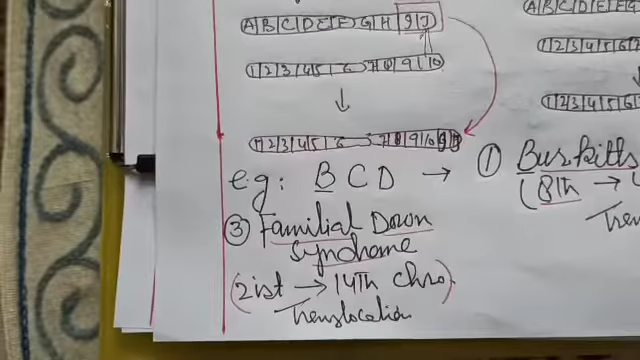 A B C D E F G H 9 J
A B C D E F G
1 2 3 4 5 6 7 8 9 10
1 2 3 4 5 6
1 2 3 4 5 6 7 8 9 10 9 J
1 2 3 4 5 6
eg: B C D → ① Burkitts
(8th →
③ Familial Down
Syndrome
(21st → 14th Chro)
Translocation